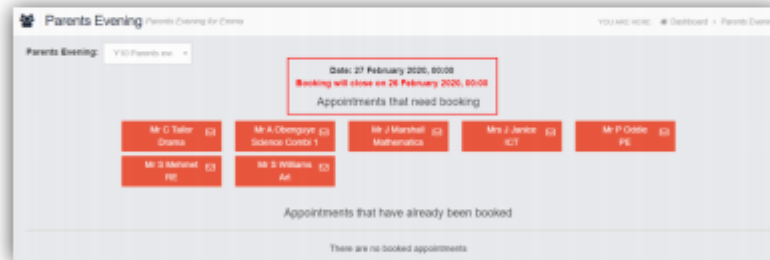 Parents Evening Parents Evening for Emma
YOU ARE HERE: Dashboard > Parents Evening
Parents Evening: Y10 Parents eve
Date: 27 February 2020, 00:00
Booking will close on 26 February 2020, 00:00
Appointments that need booking
Mr C Tailor
Drama
Mr A Obenguye
Science Combi 1
Mr J Marshall
Mathematics
Mrs J Janice
ICT
Mr P Oddie
PE
Mr S Mehmet
RE
Mr S Williams
Art
Appointments that have already been booked
There are no booked appointments